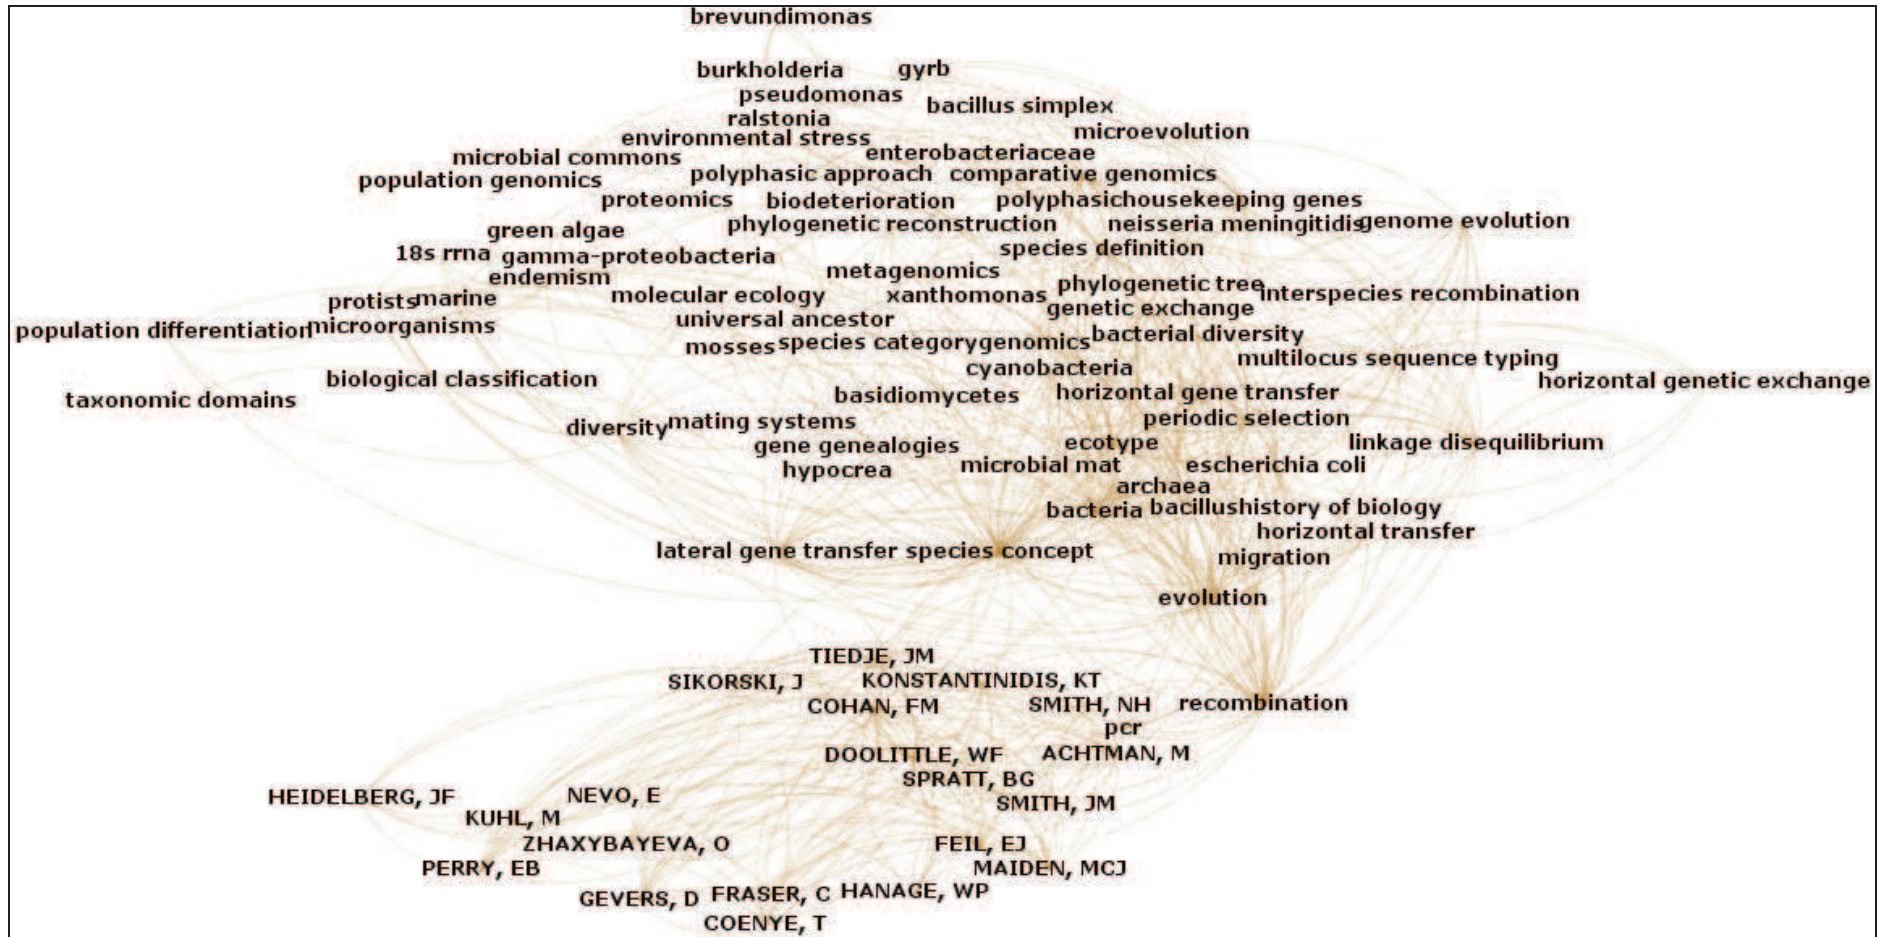 brevundimonas
burkholderia
gyrb
pseudomonas
bacillus simplex
ralstonia
microevolution
environmental stress
enterobacteriaceae
microbial commons
polyphasic approach
comparative genomics
population genomics
proteomics
biodeterioration
polyphasichousekeeping genes
phylogenetic reconstruction
neisseria meningitidis
genome evolution
green algae
species definition
18s rrna
gamma-proteobacteria
endemism
metagenomics
phylogenetic tree
interspecies recombination
protists
marine
molecular ecology
xanthomonas
genetic exchange
population differentiation
microorganisms
universal ancestor
bacterial diversity
mosses
species category
genomics
multilocus sequence typing
cyanobacteria
biological classification
horizontal genetic exchange
taxonomic domains
basidiomycetes
horizontal gene transfer
diversity
mating systems
periodic selection
gene genealogies
ecotype
linkage disequilibrium
hypocrea
microbial mat
escherichia coli
archaea
bacteria
bacillushistory of biology
horizontal transfer
lateral gene transfer
species concept
migration
evolution
TIEDJE, JM
SIKORSKI, J
KONSTANTINIDIS, KT
COHAN, FM
SMITH, NH
recombination
pcr
DOOLITTLE, WF
ACHTMAN, M
SPRATT, BG
HEIDELBERG, JF
NEVO, E
SMITH, JM
KUHL, M
ZHAXYBAYEVA, O
FEIL, EJ
PERRY, EB
MAIDEN, MCJ
GEVERS, D
FRASER, C
HANAGE, WP
COENYE, T